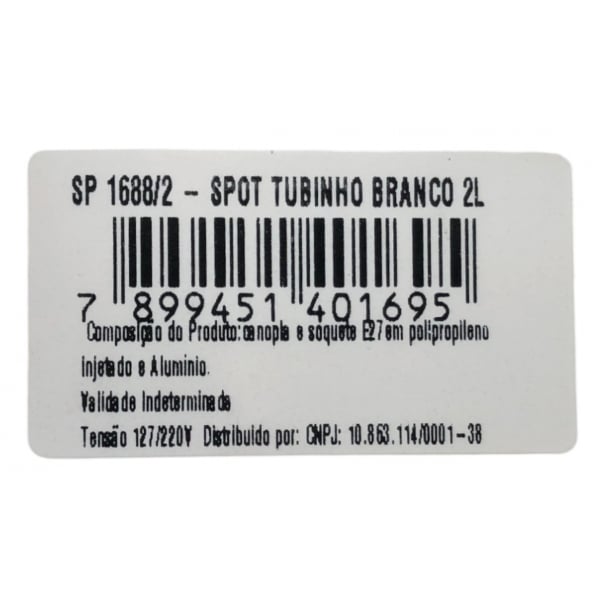 SP 1688/2 - SPOT TUBINHO BRANCO 2L
7 899451 401695
Composição do Produto: canopla e soquete E27 em polipropileno
injetado e Aluminio.
Validade Indeterminada
Tensão 127/220V Distribuido por: CNPJ: 10.863.114/0001-38